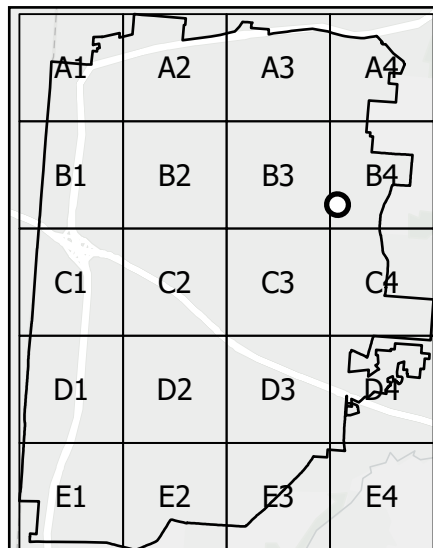 A1 A2 A3 A4
B1 B2 B3 B4
C1 C2 C3 C4
D1 D2 D3 D4
E1 E2 E3 E4